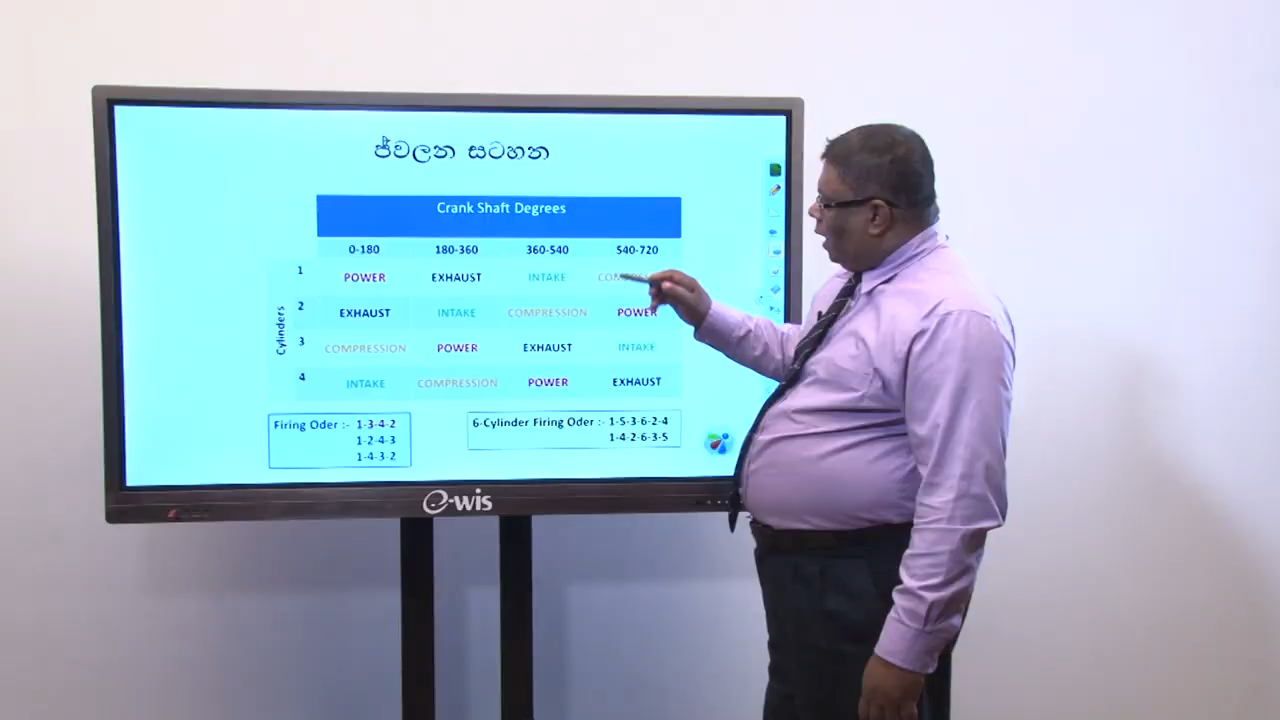 ජ්වලන සටහන
Crank Shaft Degrees
0-180 180-360 360-540 540-720
Cylinders
1 POWER EXHAUST INTAKE
2 EXHAUST INTAKE COMPRESSION POWER
3 COMPRESSION POWER EXHAUST INTAKE
4 INTAKE COMPRESSION POWER EXHAUST
Firing Oder :- 1-3-4-2
1-2-4-3
1-4-3-2
6-Cylinder Firing Oder :- 1-5-3-6-2-4
1-4-2-6-3-5
e-wis